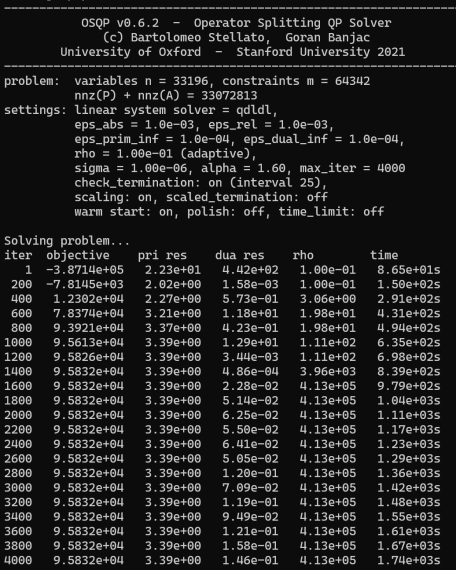 -----------------------------------------------------------------
OSQP v0.6.2 - Operator Splitting QP Solver
(c) Bartolomeo Stellato, Goran Banjac
University of Oxford - Stanford University 2021
-----------------------------------------------------------------
problem: variables n = 33196, constraints m = 64342
nnz(P) + nnz(A) = 33072813
settings: linear system solver = qdldl,
eps_abs = 1.0e-03, eps_rel = 1.0e-03,
eps_prim_inf = 1.0e-04, eps_dual_inf = 1.0e-04,
rho = 1.00e-01 (adaptive),
sigma = 1.00e-06, alpha = 1.60, max_iter = 4000
check_termination: on (interval 25),
scaling: on, scaled_termination: off
warm start: on, polish: off, time_limit: off
Solving problem...
iter objective pri res dua res rho time
1 -3.8714e+05 2.23e+01 4.42e+02 1.00e-01 8.65e+01s
200 -7.8145e+03 2.02e+00 1.58e-03 1.00e-01 1.50e+02s
400 1.2302e+04 2.27e+00 5.73e-01 3.06e+00 2.91e+02s
600 7.8374e+04 3.21e+00 1.18e+01 1.98e+01 4.31e+02s
800 9.3921e+04 3.37e+00 4.23e-01 1.98e+01 4.94e+02s
1000 9.5613e+04 3.39e+00 1.29e+01 1.11e+02 6.35e+02s
1200 9.5826e+04 3.39e+00 3.44e-03 1.11e+02 6.98e+02s
1400 9.5832e+04 3.39e+00 4.86e-04 3.96e+03 8.39e+02s
1600 9.5832e+04 3.39e+00 2.28e-02 4.13e+05 9.79e+02s
1800 9.5832e+04 3.39e+00 5.14e-02 4.13e+05 1.04e+03s
2000 9.5832e+04 3.39e+00 6.25e-02 4.13e+05 1.11e+03s
2200 9.5832e+04 3.39e+00 5.50e-02 4.13e+05 1.17e+03s
2400 9.5832e+04 3.39e+00 6.41e-02 4.13e+05 1.23e+03s
2600 9.5832e+04 3.39e+00 5.05e-02 4.13e+05 1.29e+03s
2800 9.5832e+04 3.39e+00 1.20e-01 4.13e+05 1.36e+03s
3000 9.5832e+04 3.39e+00 7.09e-02 4.13e+05 1.42e+03s
3200 9.5832e+04 3.39e+00 1.19e-01 4.13e+05 1.48e+03s
3400 9.5832e+04 3.39e+00 9.49e-02 4.13e+05 1.55e+03s
3600 9.5832e+04 3.39e+00 1.21e-01 4.13e+05 1.61e+03s
3800 9.5832e+04 3.39e+00 1.58e-01 4.13e+05 1.67e+03s
4000 9.5832e+04 3.39e+00 1.46e-01 4.13e+05 1.74e+03s